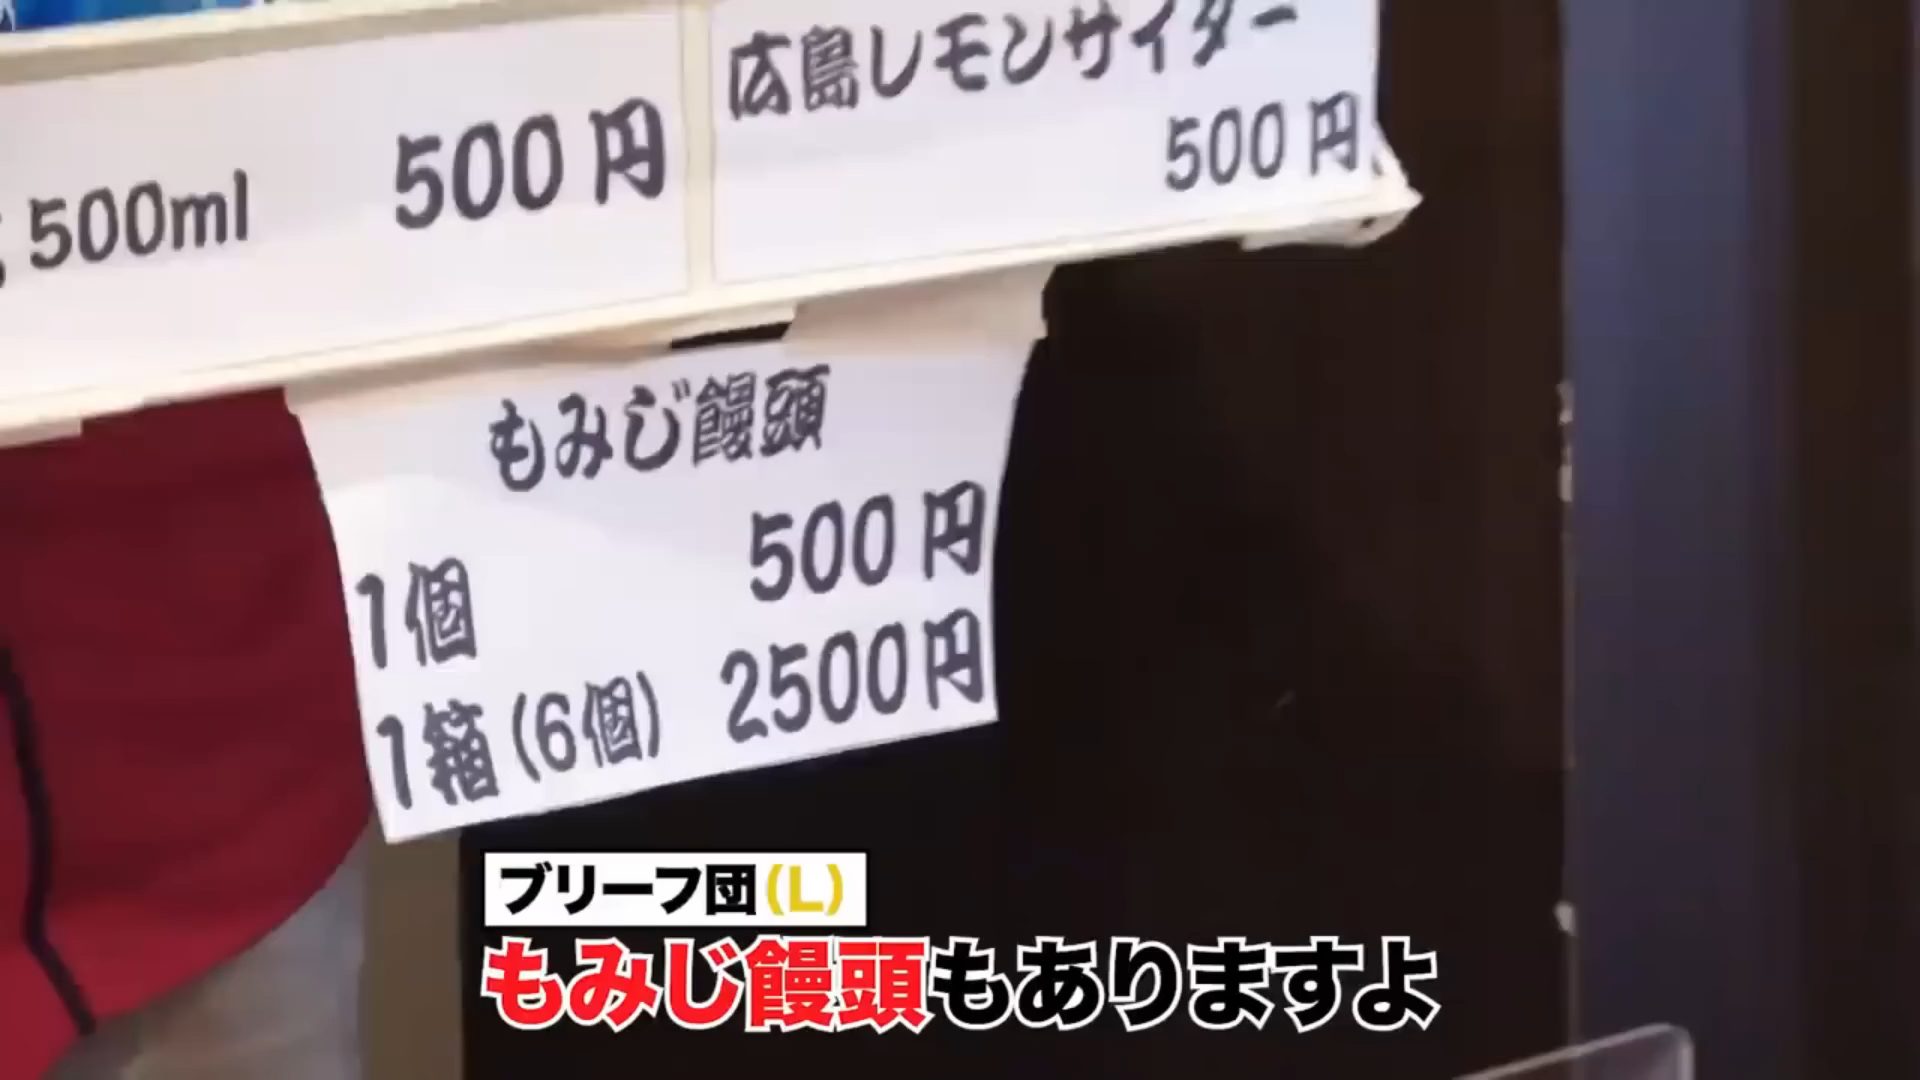 広島レモンサイダー
500ml 500円
500円
もみじ饅頭
1個 500円
1箱(6個) 2500円
ブリーフ団(L)
もみじ饅頭もありますよ